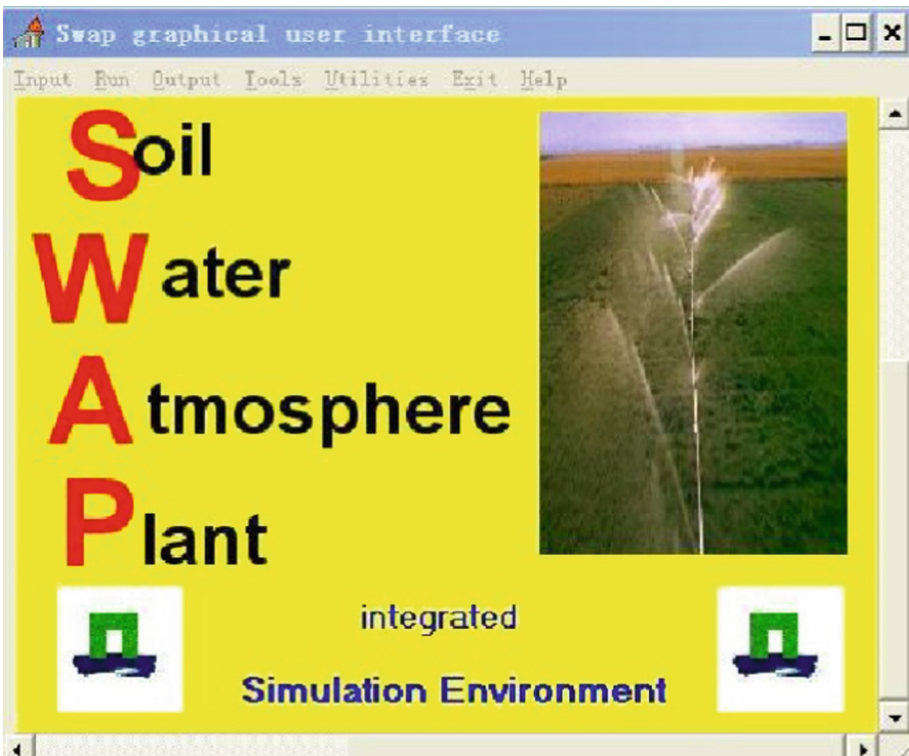 Swap graphical user interface
Input Run Output Tools Utilities Exit Help
Soil
Water
Atmosphere
Plant
integrated
Simulation Environment